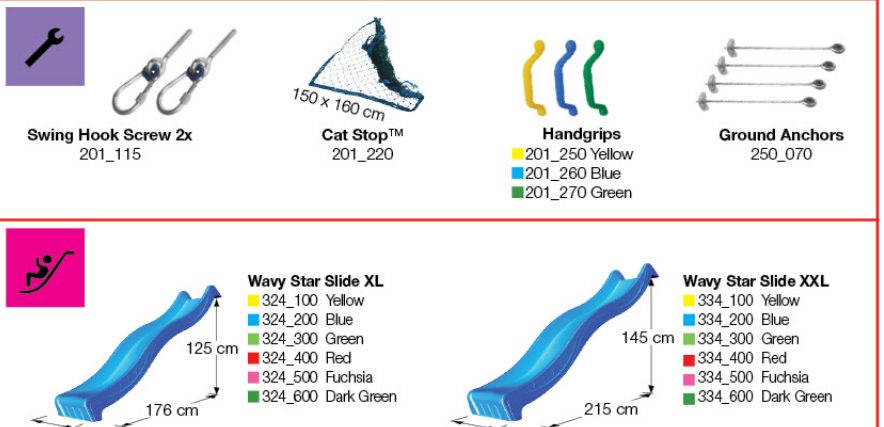 150 x 160 cm
Swing Hook Screw 2x
201_115
Cat Stop™
201_220
Handgrips
201_250 Yellow
201_260 Blue
201_270 Green
Ground Anchors
250_070
Wavy Star Slide XL
324_100 Yellow
324_200 Blue
324_300 Green
324_400 Red
324_500 Fuchsia
324_600 Dark Green
125 cm
176 cm
Wavy Star Slide XXL
334_100 Yellow
334_200 Blue
334_300 Green
334_400 Red
334_500 Fuchsia
334_600 Dark Green
145 cm
215 cm